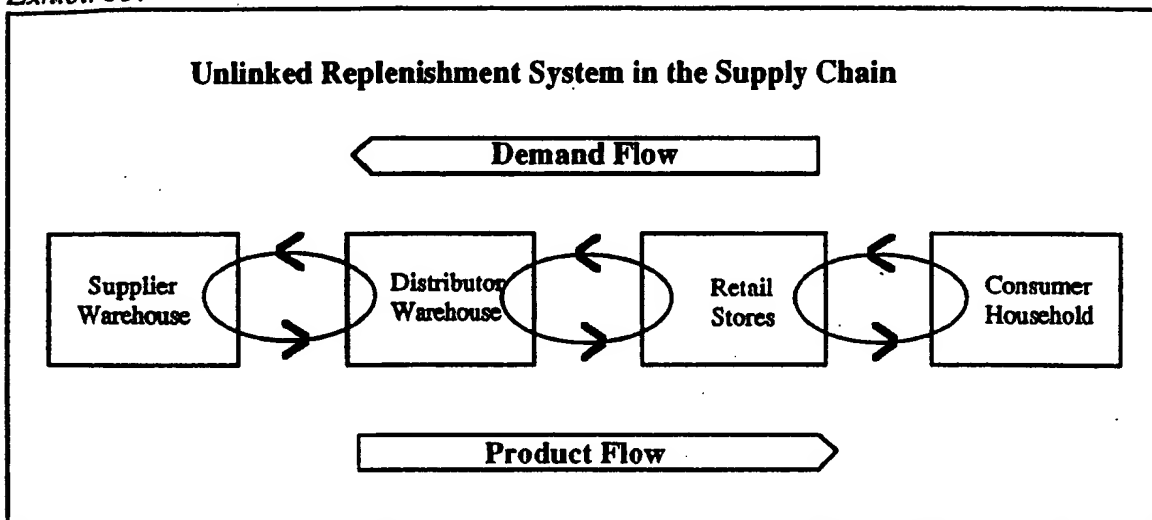 Unlinked Replenishment System in the Supply Chain
Demand Flow
Supplier
Warehouse
Distributor
Warehouse
Retail
Stores
Consumer
Household
Product Flow